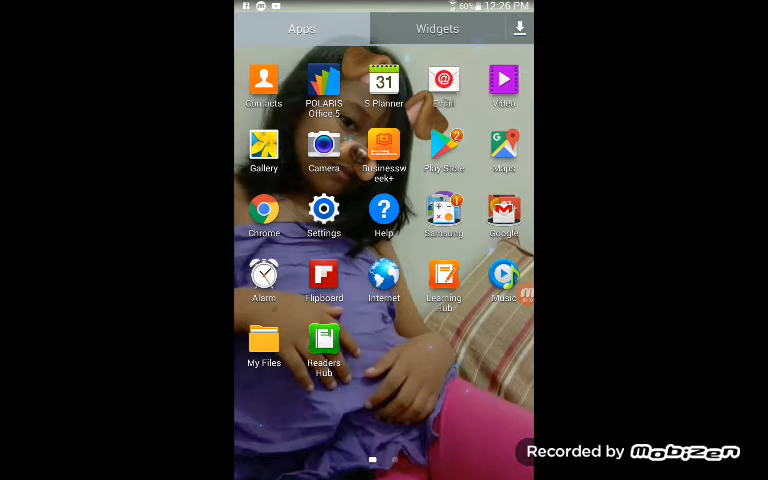 60% 12:26 PM
Apps Widgets
31
Contacts POLARIS Office 5 S Planner Email Video
2
Gallery Camera Businessweek+ Play Store Maps
1
Chrome Settings Help Samsung Google
Alarm Flipboard Internet Learning Hub Music
My Files Readers Hub
Recorded by mobizen